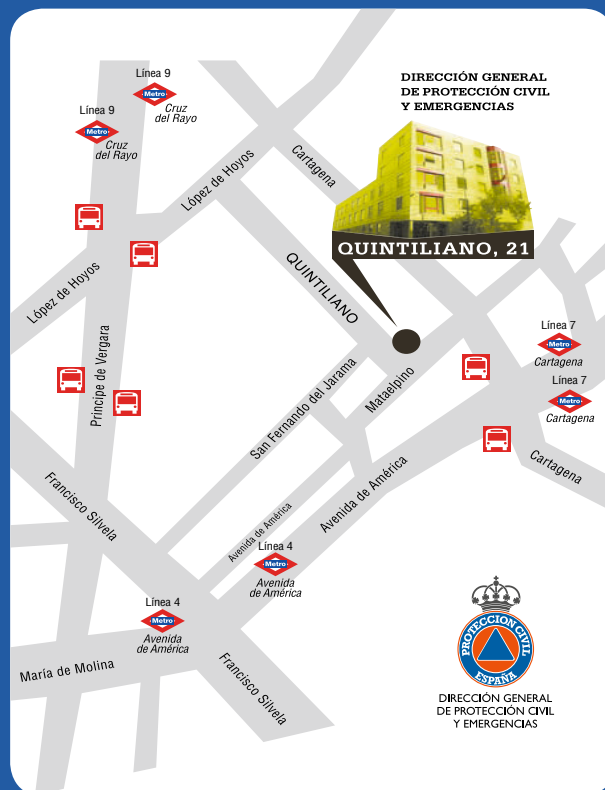 Línea 9
Metro
Cruz
del Rayo
Línea 9
Metro
Cruz
del Rayo
DIRECCIÓN GENERAL
DE PROTECCIÓN CIVIL
Y EMERGENCIAS
López de Hoyos
Cartagena
QUINTILIANO, 21
QUINTILIANO
López de Hoyos
Príncipe de Vergara
Línea 7
Metro
Cartagena
Línea 7
Metro
Cartagena
San Fernando del Jarama
Mataelpino
Cartagena
Avenida de América
Francisco Silvela
Avenida de América
Línea 4
Metro
Avenida
de América
Línea 4
Metro
Avenida
de América
María de Molina
Francisco Silvela
PROTECCION CIVIL
ESPAÑA
DIRECCIÓN GENERAL
DE PROTECCIÓN CIVIL
Y EMERGENCIAS